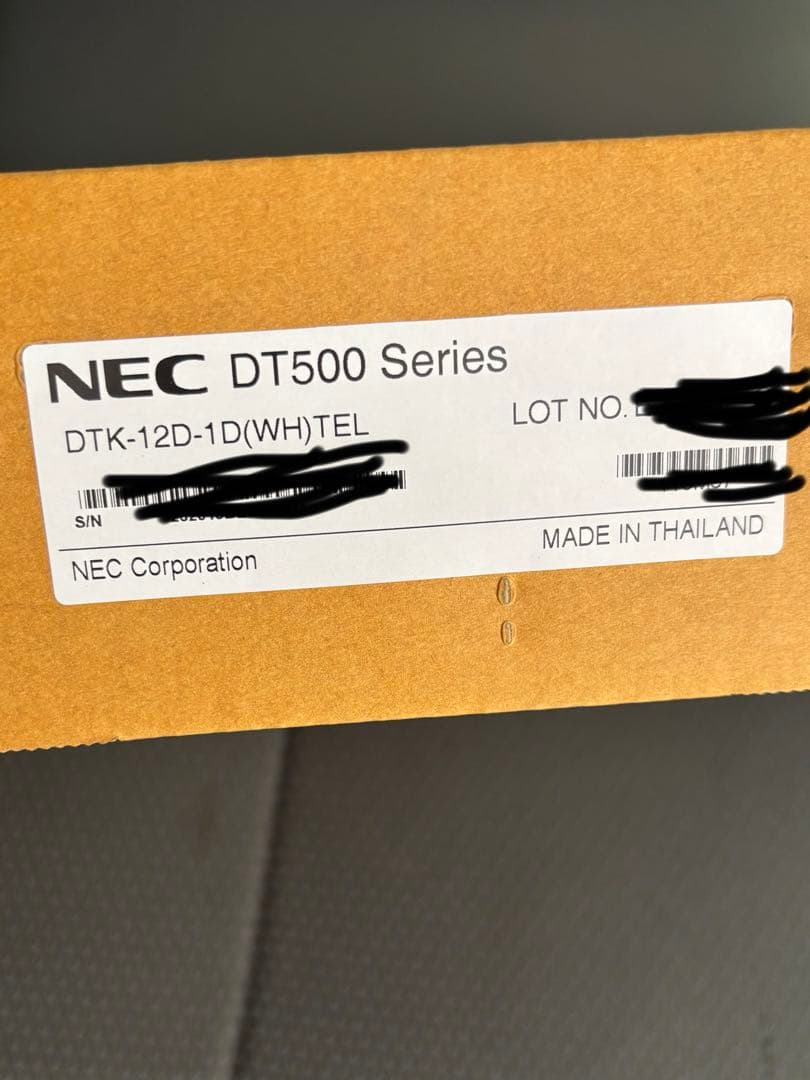 NEC DT500 Series
DTK-12D-1D(WH)TEL
LOT NO.
S/N
NEC Corporation
MADE IN THAILAND